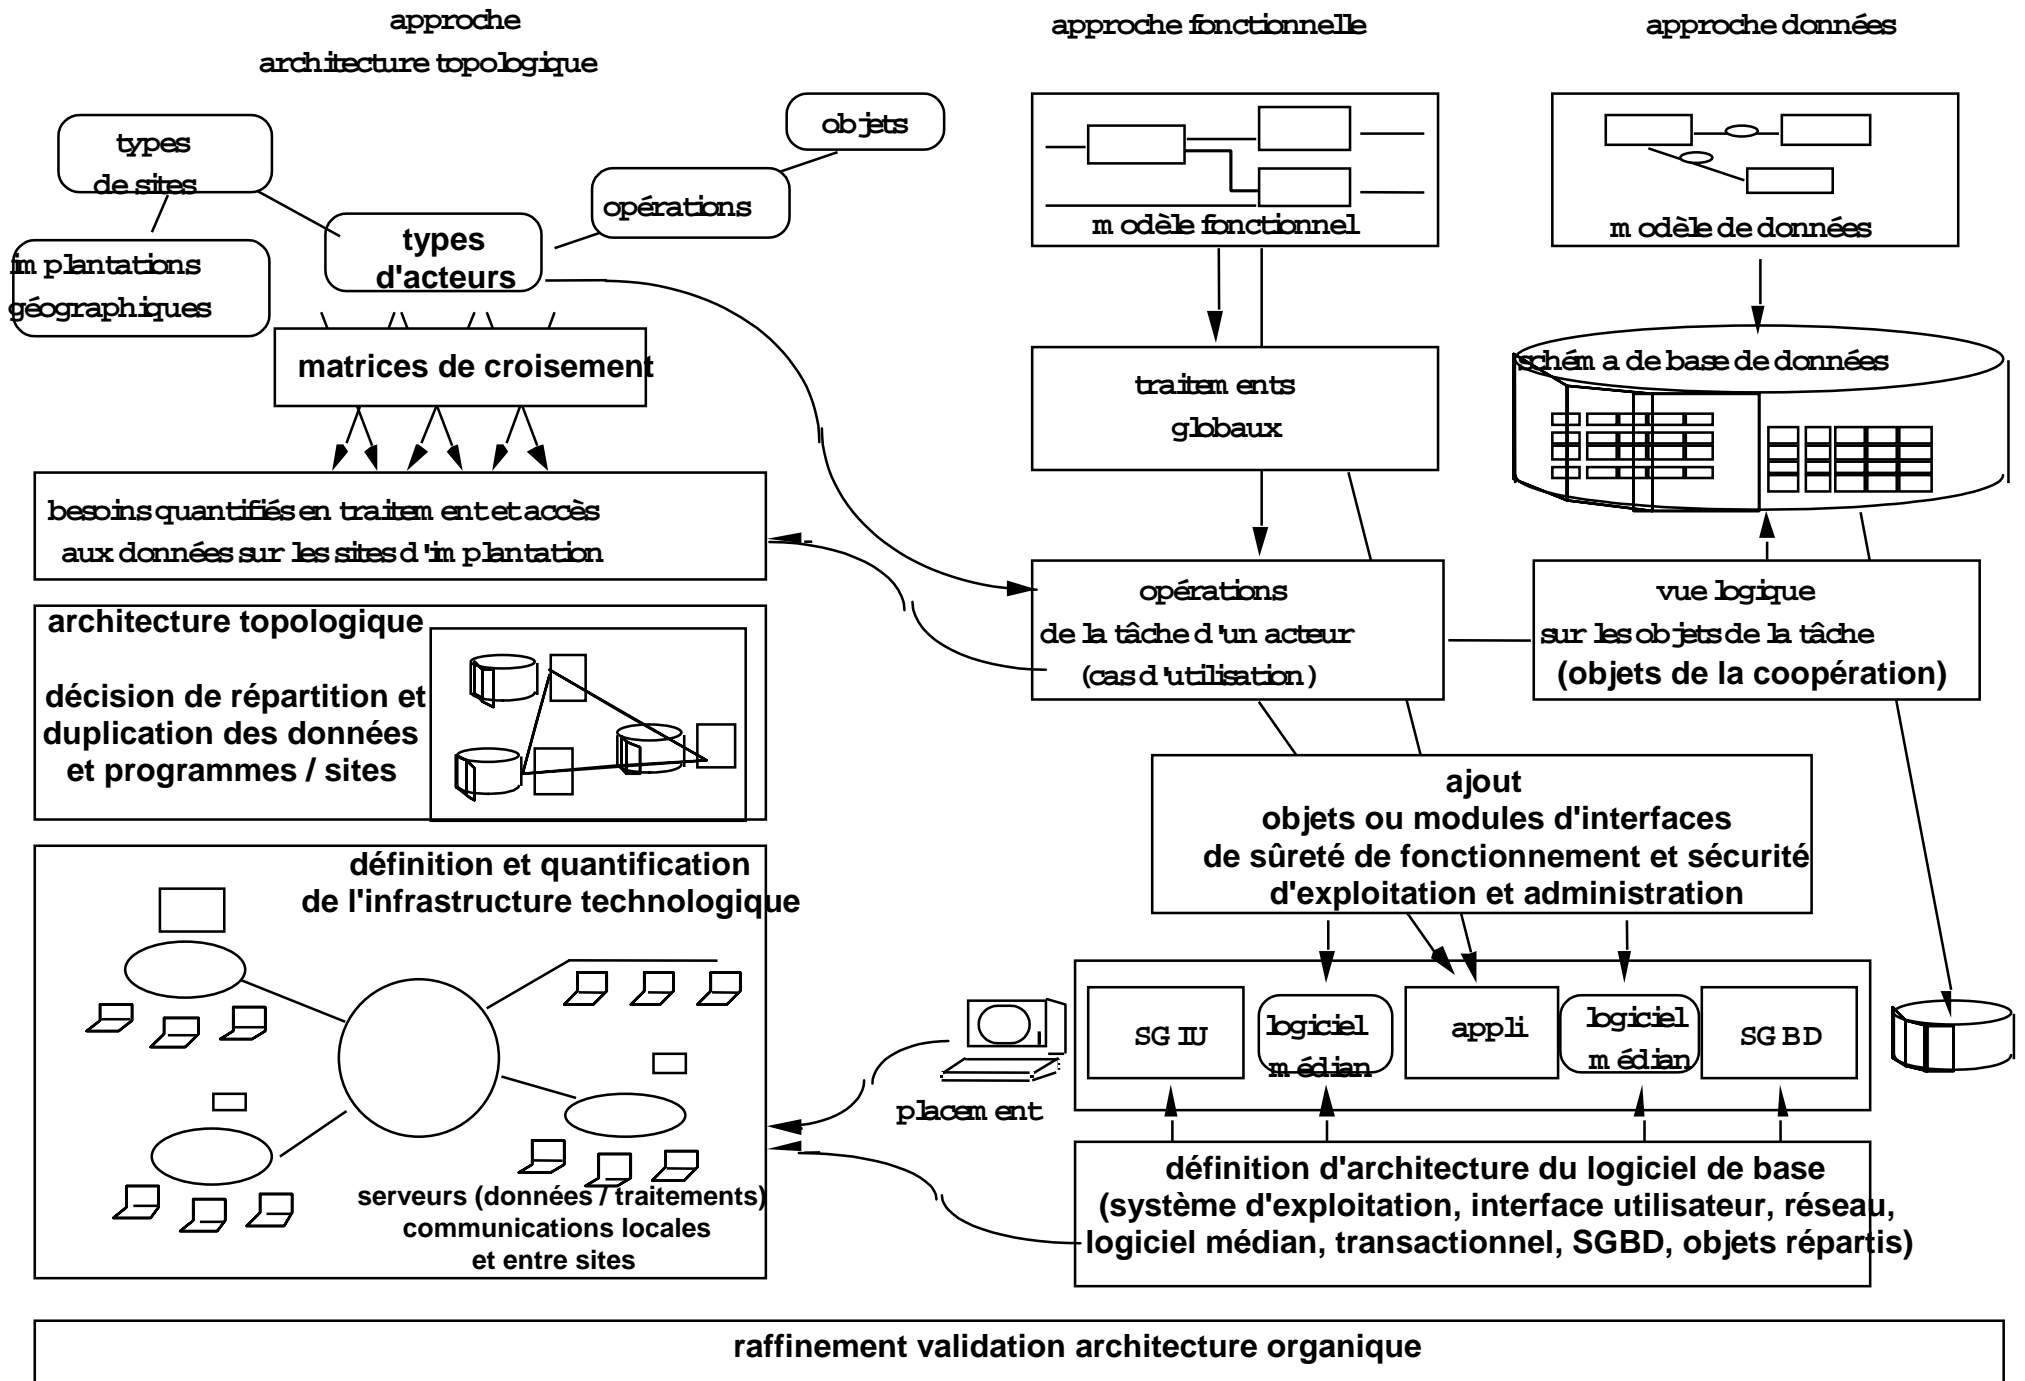 approche
architecture topologique
approche fonctionnelle
approche données
types
de sites
objets
opérations
types
d'acteurs
implantations
géographiques
matrices de croisement
modèle fonctionnel
modèle de données
traitements
globaux
schéma de base de données
besoins quantifiés en traitement et accès
aux données sur les sites d'implantation
opérations
de la tâche d'un acteur
(cas d'utilisation)
vue logique
sur les objets de la tâche
(objets de la coopération)
architecture topologique
décision de répartition et
duplication des données
et programmes / sites
ajout
objets ou modules d'interfaces
de sûreté de fonctionnement et sécurité
d'exploitation et administration
définition et quantification
de l'infrastructure technologique
serveurs (données / traitements)
communications locales
et entre sites
placement
SGIU
logiciel
médian
appli
logiciel
médian
SGBD
définition d'architecture du logiciel de base
(système d'exploitation, interface utilisateur, réseau,
logiciel médian, transactionnel, SGBD, objets répartis)
raffinement validation architecture organique